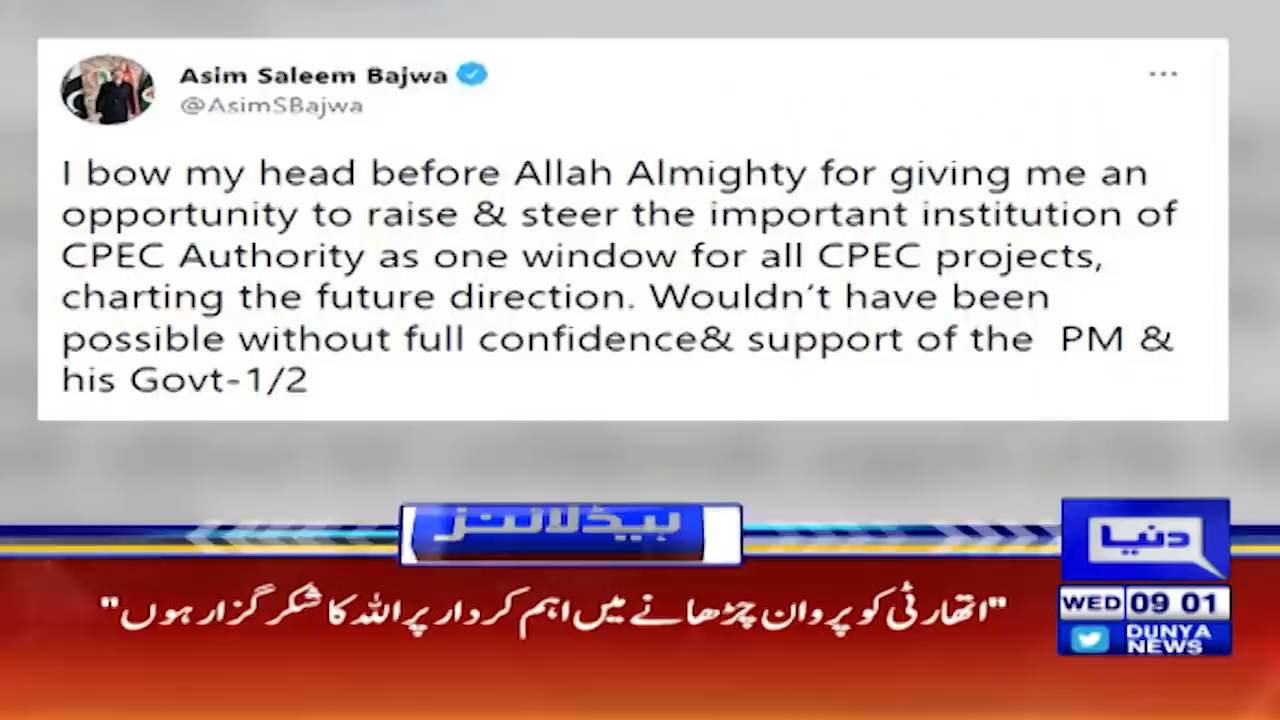 Asim Saleem Bajwa
@AsimSBajwa
I bow my head before Allah Almighty for giving me an
opportunity to raise & steer the important institution of
CPEC Authority as one window for all CPEC projects,
charting the future direction. Wouldn't have been
possible without full confidence& support of the  PM &
his Govt-1/2
ہیڈلائنز
دنیا
"اتھارٹی کو پروان چڑھانے میں اہم کردار پر اللہ کا شکر گزار ہوں"
WED 09 01
DUNYA
NEWS